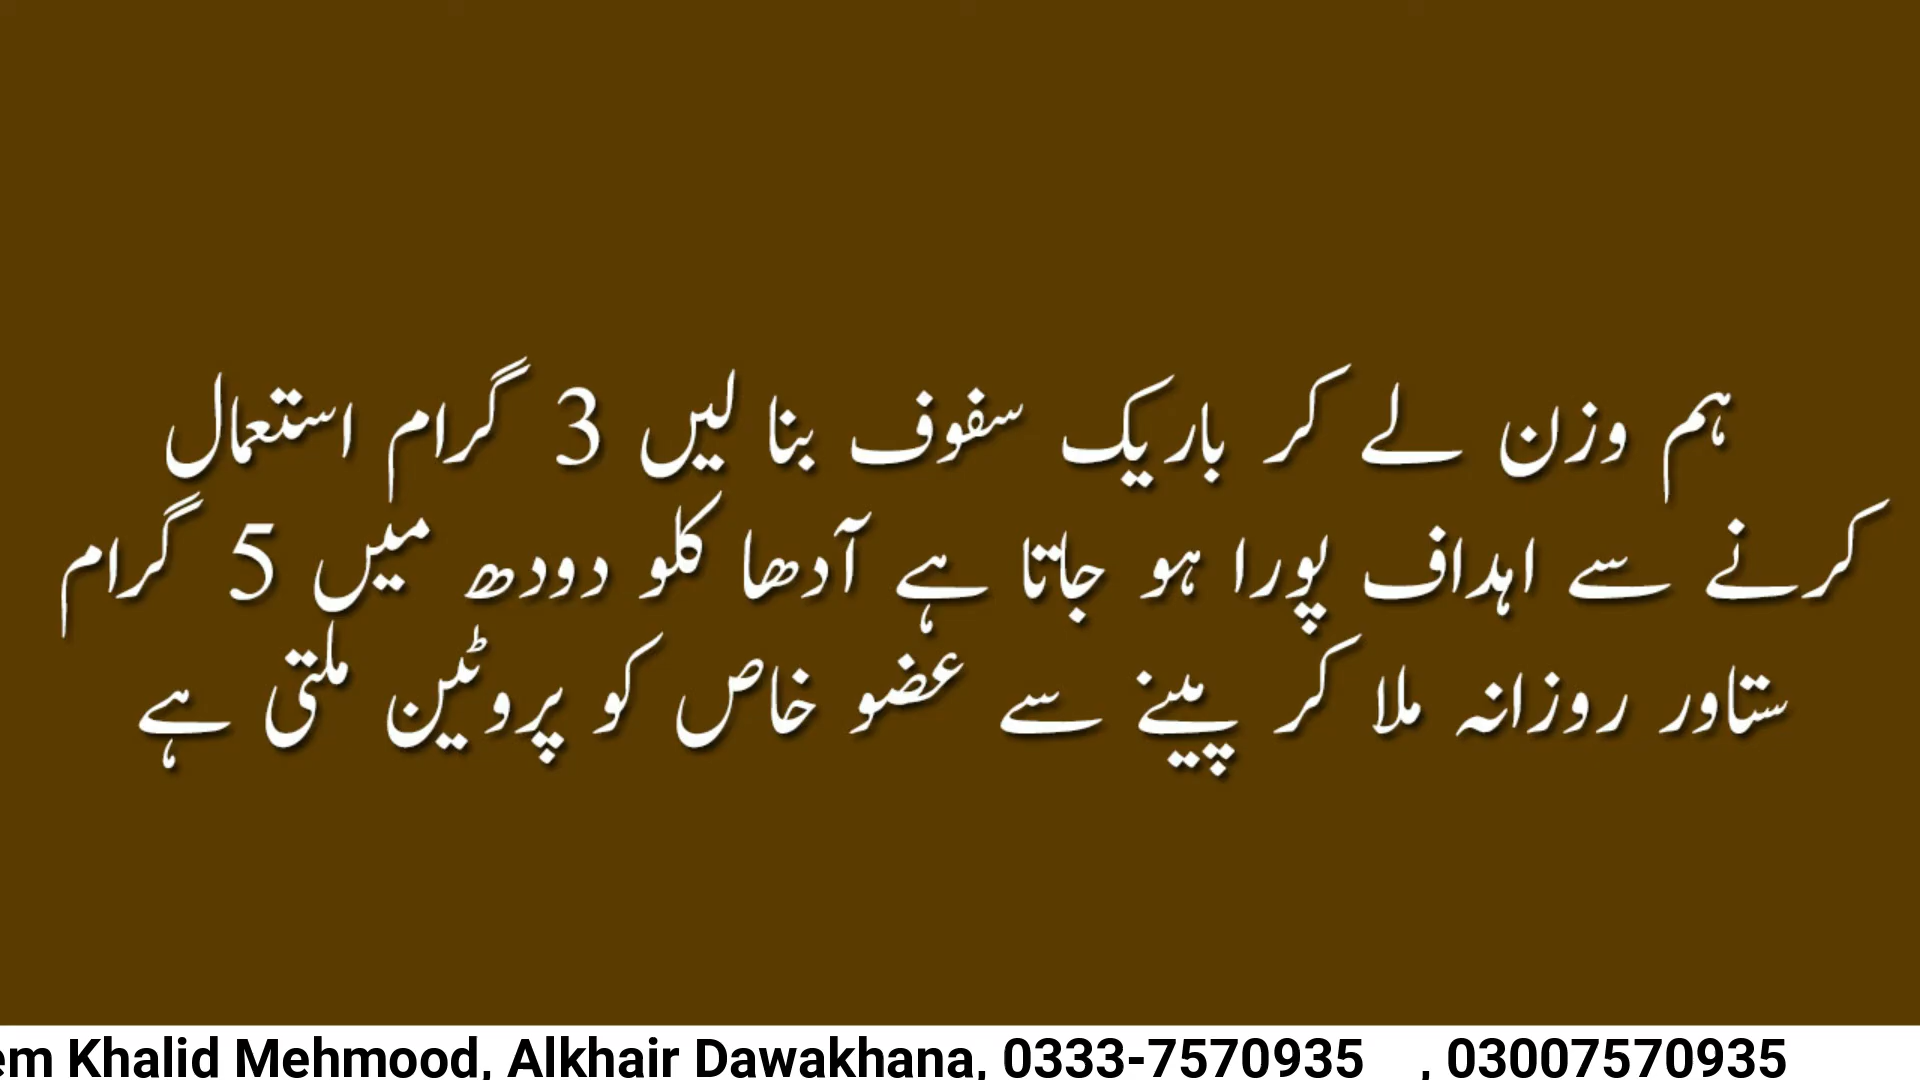 ہم وزن لے کر باریک سفوف بنا لیں 3 گرام استعمال
کرنے سے اہداف پورا ہو جاتا ہے آدھا کلو دودھ میں 5 گرام
ستاور روزانہ ملا کر پینے سے عضو خاص کو پروٹین ملتی ہے
em Khalid Mehmood, Alkhair Dawakhana, 0333-7570935 , 03007570935